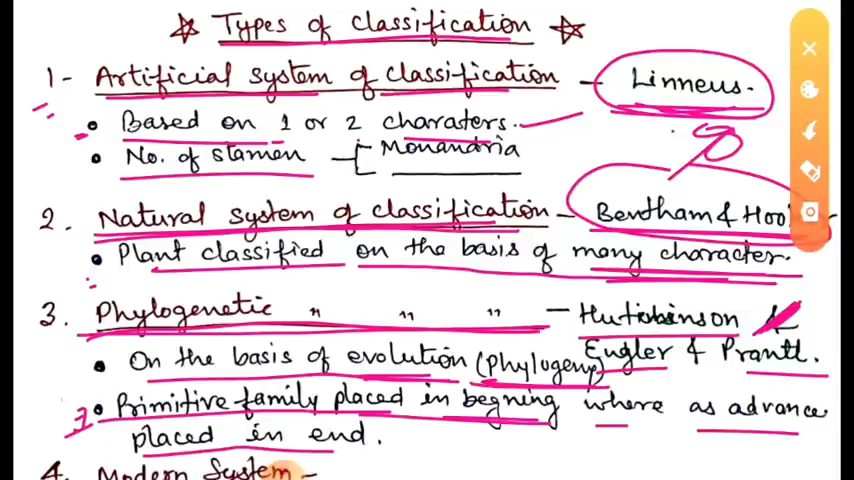 Types of classification
1- Artificial system of classification - Linneus.
• Based on 1 or 2 charasters.
• No. of stamen - Monandria
2. Natural system of classification - Bentham & Hoo
• Plant classified on the basis of many character.
3. Phylogenetic " " " - &
• On the basis of evolution (Phylogeny) Engler & Prantl.
• Primitive family placed in begning where as advance
placed in end.
4. Modern System -